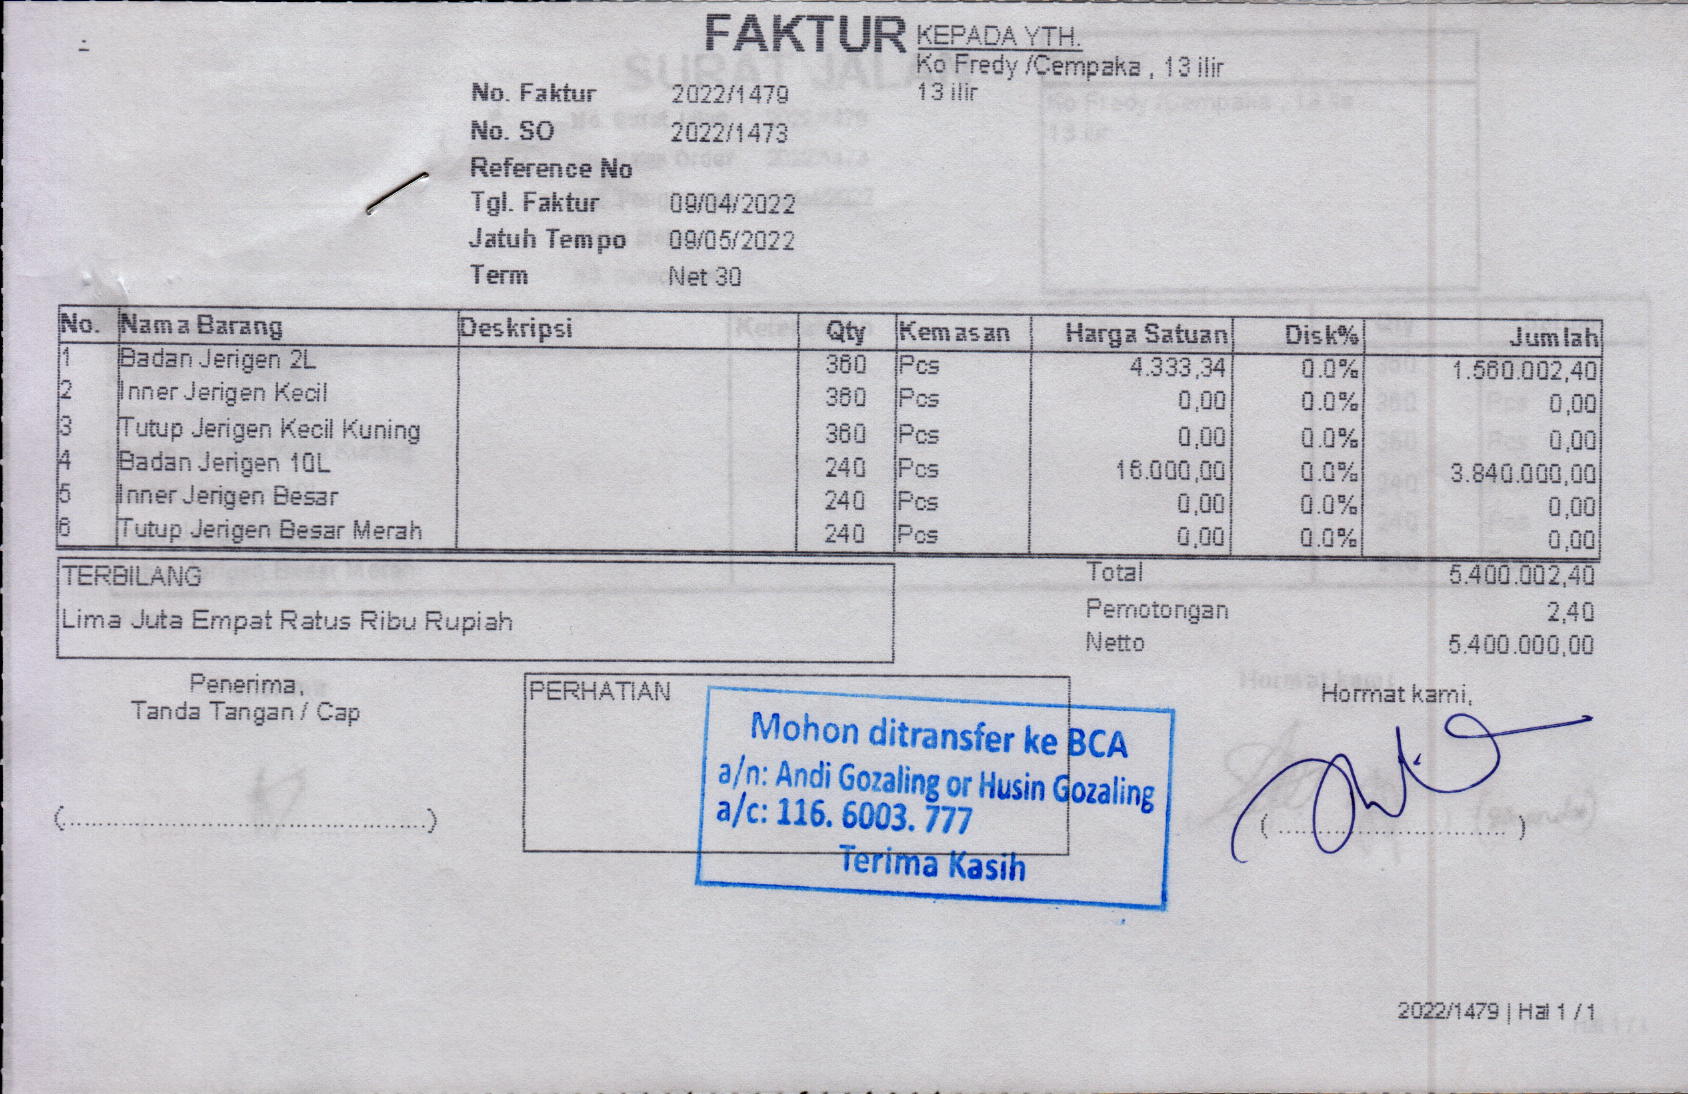 FAKTUR
KEPADA YTH.
Ko Fredy /Cempaka , 13 ilir
13 ilir
No. Faktur 2022/1479
No. SO 2022/1473
Reference No
Tgl. Faktur 09/04/2022
Jatuh Tempo 09/05/2022
Term Net 30
No. Nama Barang Deskripsi Qty Kemasan Harga Satuan Disk% Jumlah
1 Badan Jerigen 2L 360 Pcs 4.333,34 0.0% 1.560.002,40
2 Inner Jerigen Kecil 360 Pcs 0,00 0.0% 0,00
3 Tutup Jerigen Kecil Kuning 360 Pcs 0,00 0.0% 0,00
4 Badan Jerigen 10L 240 Pcs 16.000,00 0.0% 3.840.000,00
5 Inner Jerigen Besar 240 Pcs 0,00 0.0% 0,00
6 Tutup Jerigen Besar Merah 240 Pcs 0,00 0.0% 0,00
TERBILANG
Lima Juta Empat Ratus Ribu Rupiah
Total 5.400.002,40
Pemotongan 2,40
Netto 5.400.000,00
Penerima,
Tanda Tangan / Cap
(..........................................................)
PERHATIAN
Mohon ditransfer ke BCA
a/n: Andi Gozaling or Husin Gozaling
a/c: 116. 6003. 777
Terima Kasih
Hormat kami,
( ...................................... )
2022/1479 | Hal 1 / 1